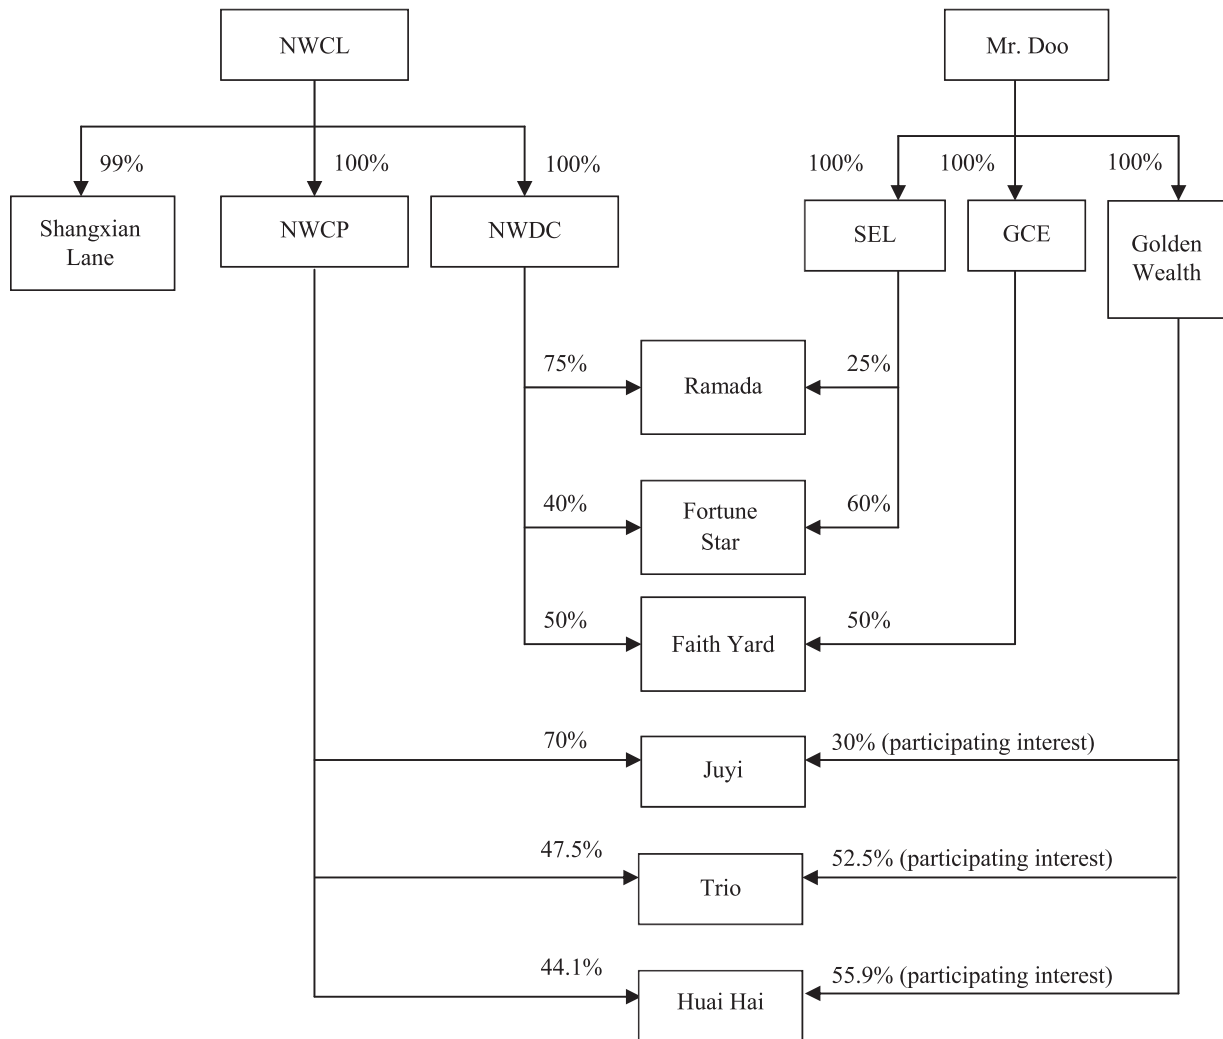 NWCL
Mr. Doo
99%
100%
100%
100%
100%
100%
Shangxian
Lane
NWCP
NWDC
SEL
GCE
Golden
Wealth
75%
Ramada
25%
40%
Fortune
Star
60%
50%
Faith Yard
50%
70%
Juyi
30% (participating interest)
47.5%
Trio
52.5% (participating interest)
44.1%
Huai Hai
55.9% (participating interest)